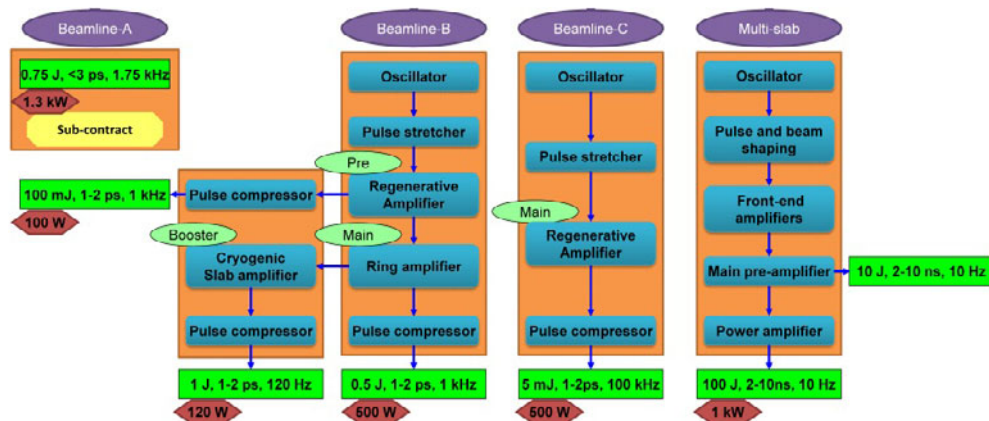 Beamline-A
0.75 J, <3 ps, 1.75 kHz
1.3 kW
Sub-contract
100 mJ, 1-2 ps, 1 kHz
100 W
Pulse compressor
Booster
Cryogenic
Slab amplifier
Pulse compressor
1 J, 1-2 ps, 120 Hz
120 W
Beamline-B
Oscillator
Pulse stretcher
Pre
Regenerative
Amplifier
Main
Ring amplifier
Pulse compressor
0.5 J, 1-2 ps, 1 kHz
500 W
Beamline-C
Oscillator
Pulse stretcher
Main
Regenerative
Amplifier
Pulse compressor
5 mJ, 1-2ps, 100 kHz
500 W
Multi-slab
Oscillator
Pulse and beam
shaping
Front-end
amplifiers
Main pre-amplifier
10 J, 2-10 ns, 10 Hz
Power amplifier
100 J, 2-10ns, 10 Hz
1 kW